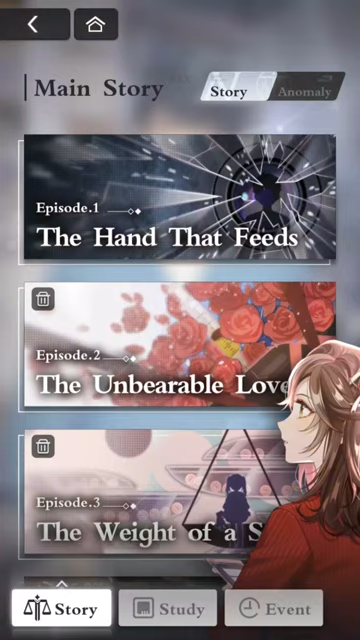 Main Story
Story
Anomaly
Episode.1
The Hand That Feeds
Episode.2
The Unbearable Love
Episode.3
The Weight of a
Story
Study
Event